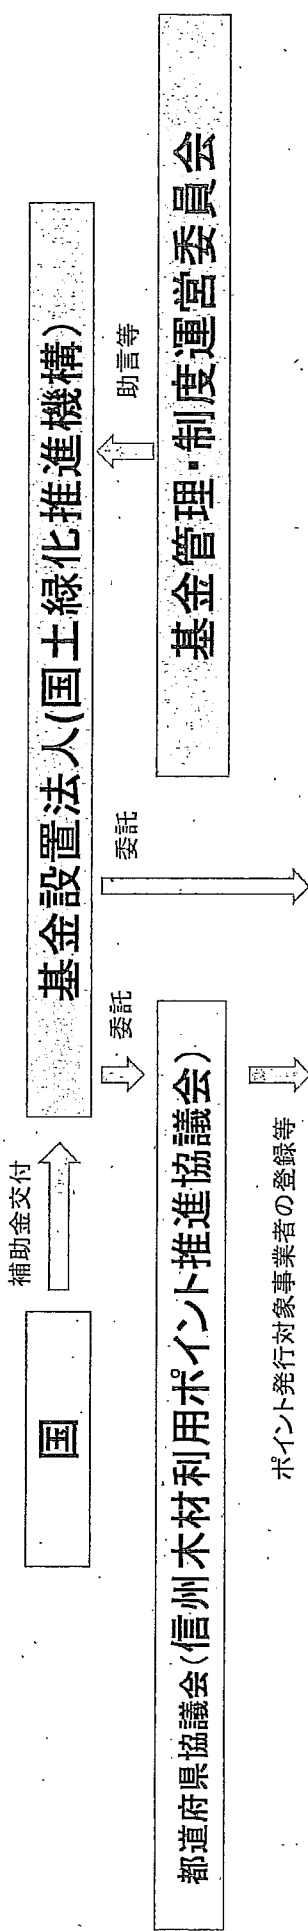 国
補助金交付
基金設置法人(国土緑化推進機構)
委託
委託
助言等
基金管理・制度運営委員会
都道府県協議会(信州木材利用ポイント推進協議会)
ポイント発行対象事業者の登録等